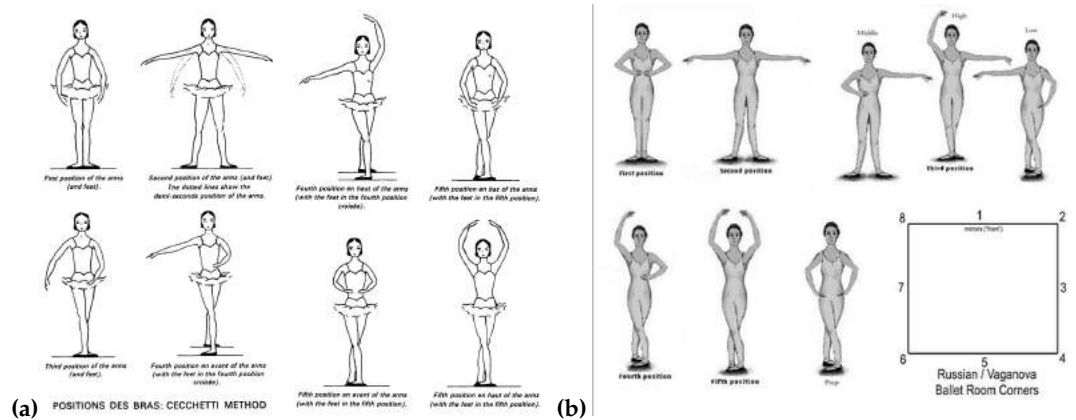 First position of the arms
(and feet).
Second position of the arms (and feet).
The dotted lines show the
demi-seconde position of the arms.
Fourth position en haut of the arms
(with the feet in the fourth position
croisée).
Fifth position en bas of the arms
(with the feet in the fifth position).
Third position of the arms
(and feet).
Fourth position en avant of the arms
(with the feet in the fourth position
croisée).
Fifth position en avant of the arms
(with the feet in the fifth position).
Fifth position en haut of the arms
(with the feet in the fifth position).
(a) POSITIONS DES BRAS: CECCHETTI METHOD
Middle
High
Low
First position
Second position
Third position
Fourth position
Fifth position
Prep
8 1 2
mirrors ("front")
7 3
6 5 4
Russian / Vaganova
Ballet Room Corners
(b)